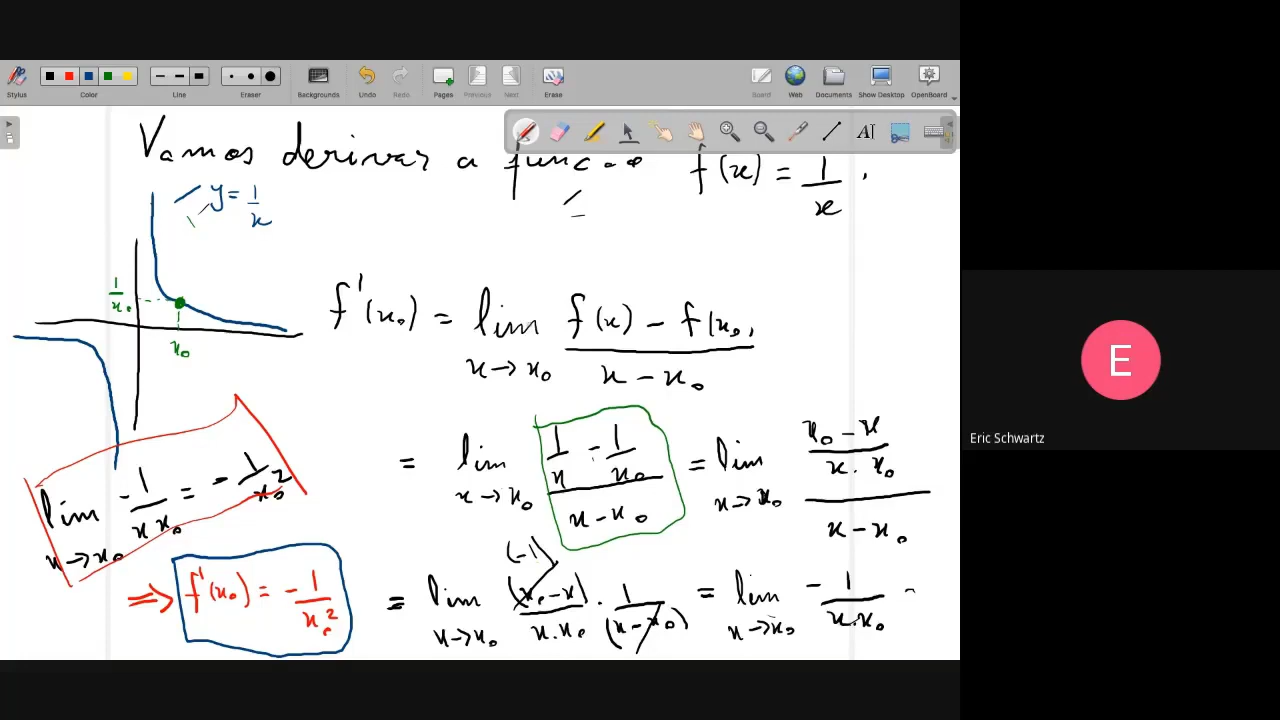 Stylus Color Line Eraser Backgrounds Undo Redo Pages Previous Next Erase Board Web Documents Show Desktop OpenBoard
Vamos derivar a função f(x) = 1/x .
y = 1/x
1/x₀
x₀
f'(x₀) = lim x→x₀ (f(x) − f(x₀)) / (x − x₀)
= lim x→x₀ (1/x − 1/x₀) / (x − x₀) = lim x→x₀ ((x₀ − x) / (x . x₀)) / (x − x₀)
(−1)
= lim x→x₀ (x₀ − x) / (x . x₀) . 1 / (x − x₀) = lim x→x₀ − 1 / (x . x₀) =
lim x→x₀ −1 / (x x₀) = − 1 / x₀²
⇒ f'(x₀) = − 1 / x₀²
E
Eric Schwartz